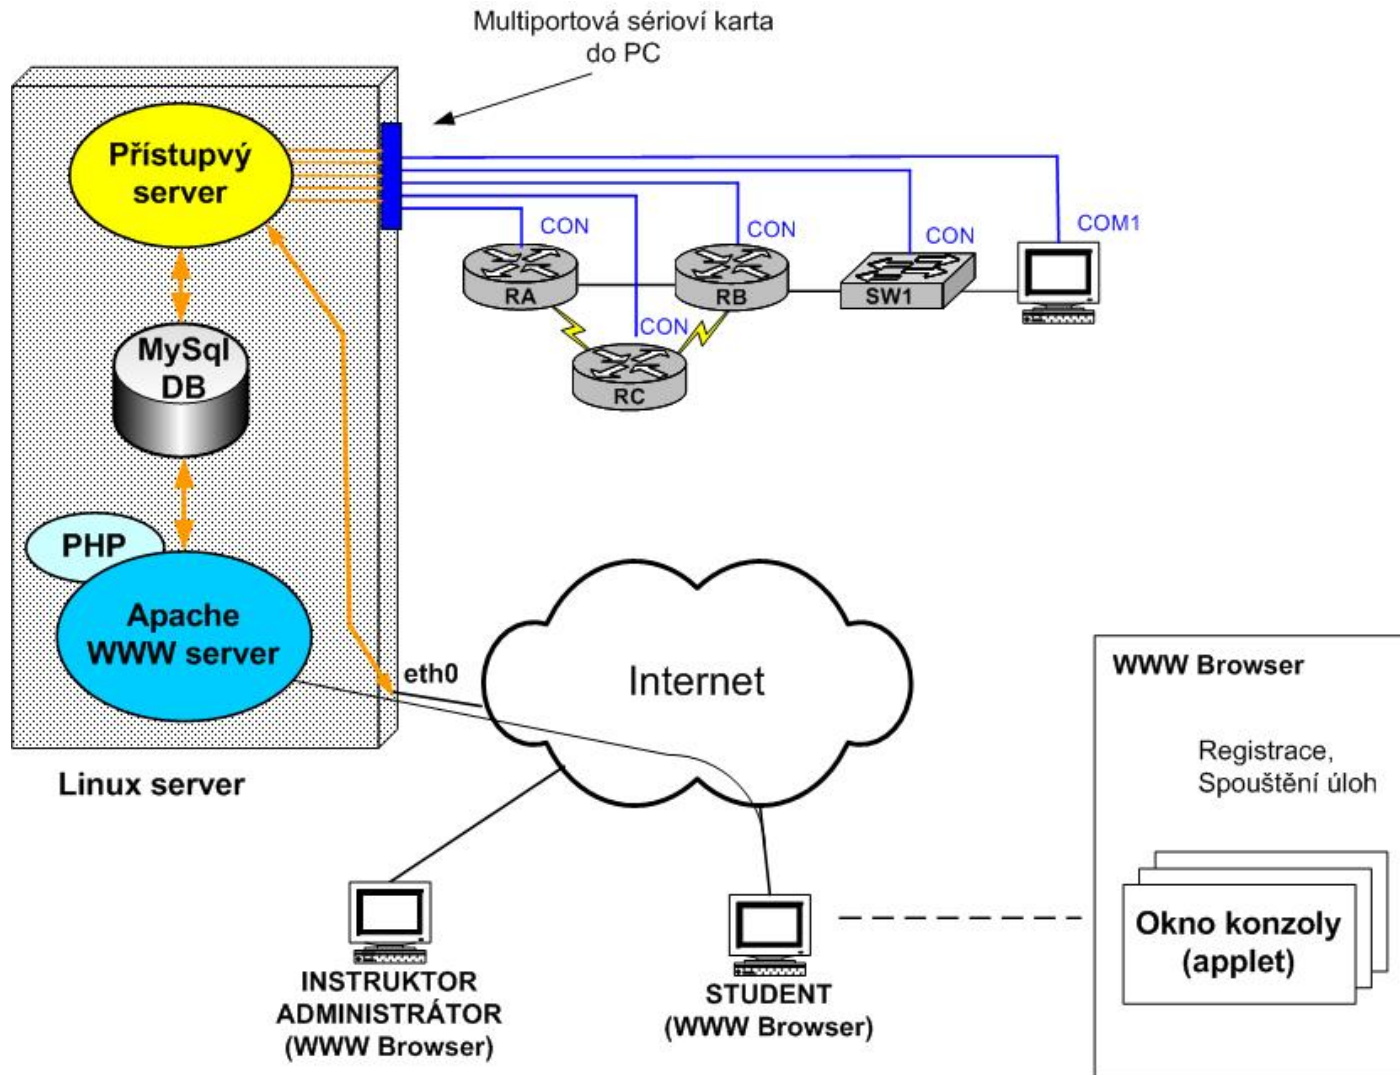 Multiportová sérioví karta
do PC
Přístupvý
server
CON
CON
CON
COM1
RA
RB
SW1
CON
RC
MySql
DB
PHP
Apache
WWW server
eth0
Internet
Linux server
WWW Browser
Registrace,
Spouštění úloh
Okno konzoly
(applet)
INSTRUKTOR
ADMINISTRÁTOR
(WWW Browser)
STUDENT
(WWW Browser)